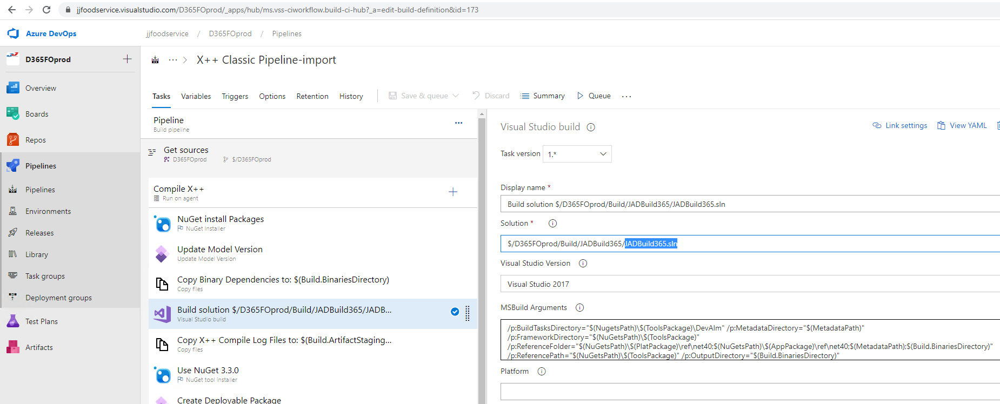 jjfoodservice.visualstudio.com/D365FOprod/_apps/hub/ms.vss-ciworkflow.build-ci-hub?_a=edit-build-definition&id=173
Azure DevOps
jjfoodservice / D365FOprod / Pipelines
D365FOprod
Overview
Boards
Repos
Pipelines
Pipelines
Environments
Releases
Library
Task groups
Deployment groups
Test Plans
Artifacts
··· > X++ Classic Pipeline-import
Tasks Variables Triggers Options Retention History Save & queue Discard Summary Queue ···
Pipeline
Build pipeline
Get sources
D365FOprod $/D365FOprod
Compile X++
Run on agent
NuGet install Packages
NuGet Installer
Update Model Version
Update Model Version
Copy Binary Dependencies to: $(Build.BinariesDirectory)
Copy files
Build solution $/D365FOprod/Build/JADBuild365/JADB...
Visual Studio build
Copy X++ Compile Log Files to: $(Build.ArtifactStaging...
Copy files
Use NuGet 3.3.0
NuGet tool installer
Create Deployable Package
Visual Studio build
Link settings View YAML
Task version 1.*
Display name *
Build solution $/D365FOprod/Build/JADBuild365/JADBuild365.sln
Solution *
$/D365FOprod/Build/JADBuild365/JADBuild365.sln
Visual Studio Version
Visual Studio 2017
MSBuild Arguments
/p:BuildTasksDirectory="$(NugetsPath)\$(ToolsPackage)\DevAlm" /p:MetadataDirectory="$(MetadataPath)"
/p:FrameworkDirectory="$(NuGetsPath)\$(ToolsPackage)"
/p:ReferenceFolder="$(NuGetsPath)\$(PlatPackage)\ref\net40;$(NuGetsPath)\$(AppPackage)\ref\net40;$(MetadataPath);$(Build.BinariesDirectory)"
/p:ReferencePath="$(NuGetsPath)\$(ToolsPackage)" /p:OutputDirectory="$(Build.BinariesDirectory)"
Platform